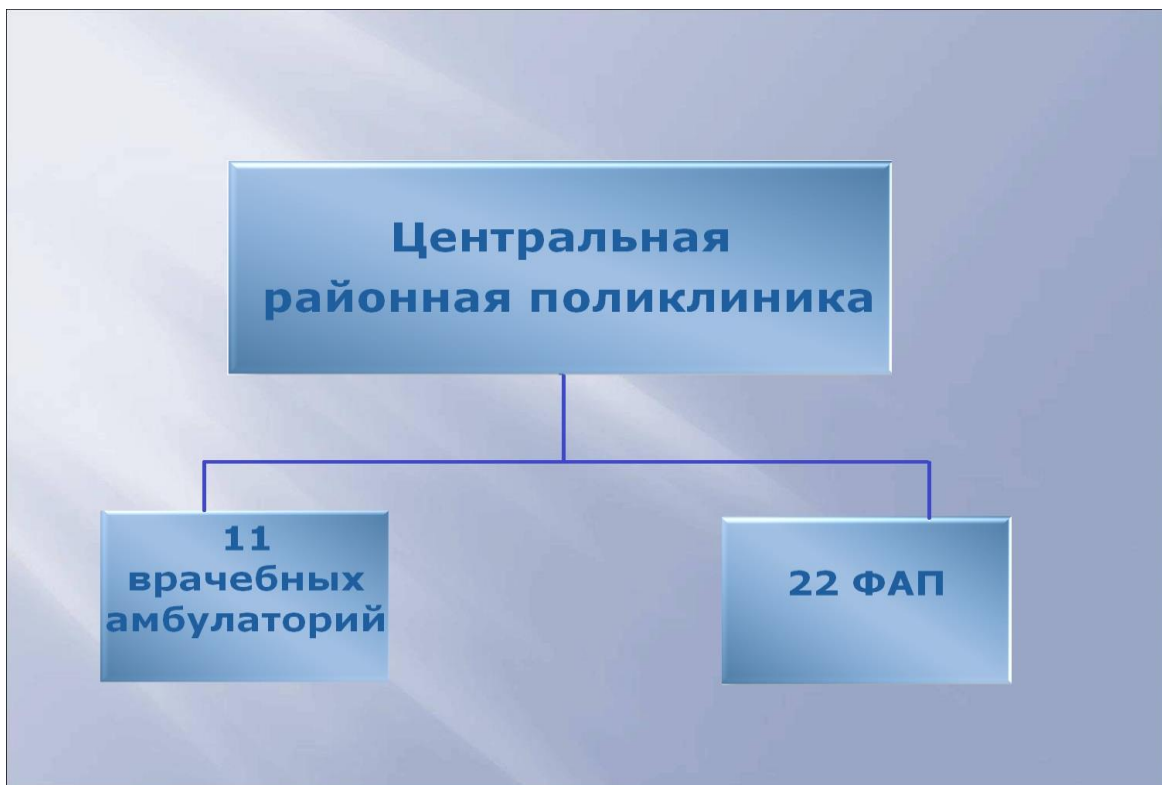 Центральная
районная поликлиника
11
врачебных
амбулаторий
22 ФАП